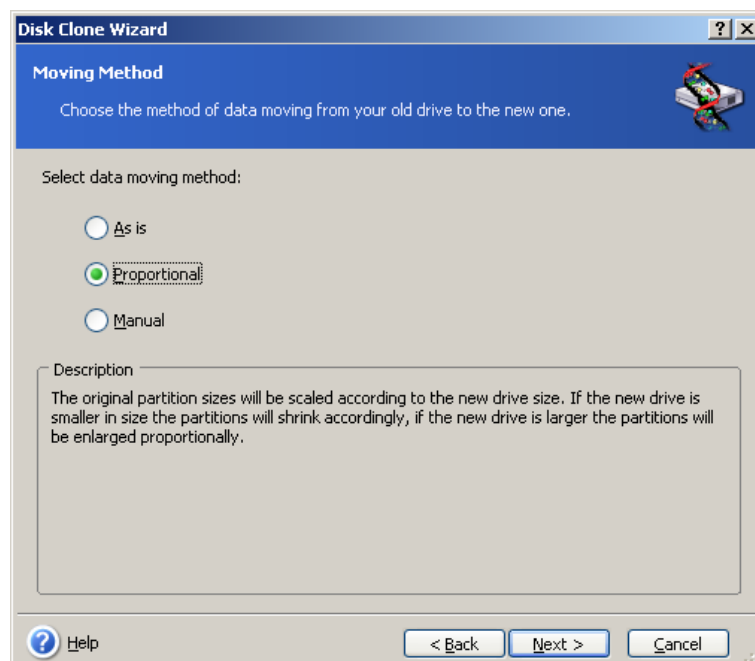 Disk Clone Wizard
Moving Method
Choose the method of data moving from your old drive to the new one.
Select data moving method:
As is
Proportional
Manual
Description
The original partition sizes will be scaled according to the new drive size. If the new drive is
smaller in size the partitions will shrink accordingly, if the new drive is larger the partitions will
be enlarged proportionally.
Help
< Back
Next >
Cancel